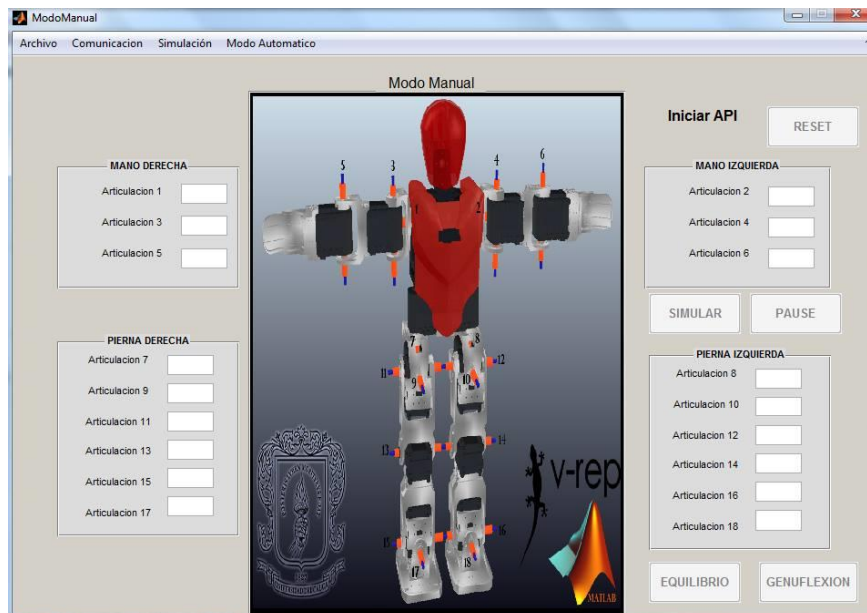 ModoManual
Archivo Comunicacion Simulación Modo Automatico
Modo Manual
Iniciar API
RESET
MANO DERECHA
Articulacion 1
Articulacion 3
Articulacion 5
MANO IZQUIERDA
Articulacion 2
Articulacion 4
Articulacion 6
5 3 4 6
1 2
SIMULAR PAUSE
PIERNA DERECHA
Articulacion 7
Articulacion 9
Articulacion 11
Articulacion 13
Articulacion 15
Articulacion 17
7 8
11 12
9 10
13 14
15 16
17 18
v-rep
MATLAB
PIERNA IZQUIERDA
Articulacion 8
Articulacion 10
Articulacion 12
Articulacion 14
Articulacion 16
Articulacion 18
EQUILIBRIO GENUFLEXION